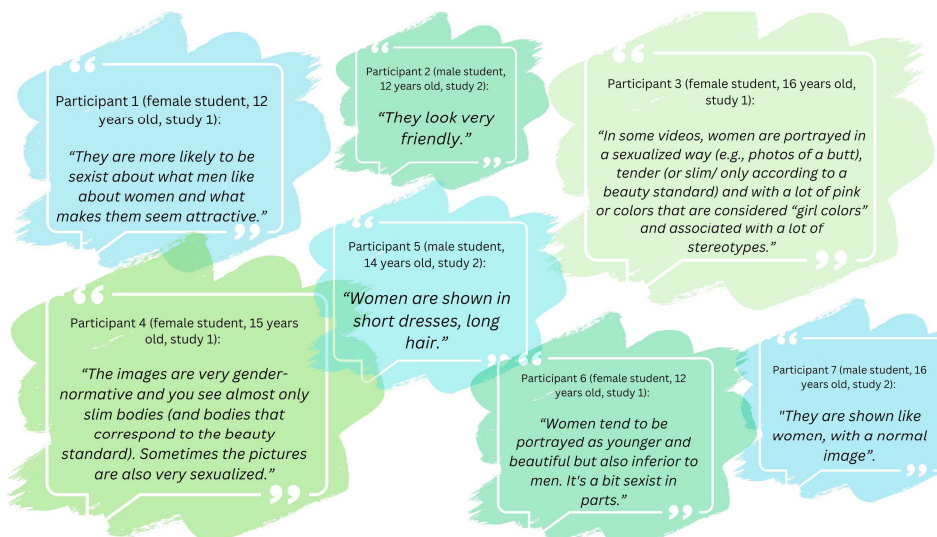 Participant 1 (female student, 12
years old, study 1):
“They are more likely to be
sexist about what men like
about women and what
makes them seem attractive.”
Participant 2 (male student,
12 years old, study 2):
“They look very
friendly.”
Participant 3 (female student, 16 years old,
study 1):
“In some videos, women are portrayed in
a sexualized way (e.g., photos of a butt),
tender (or slim/ only according to a
beauty standard) and with a lot of pink
or colors that are considered “girl colors”
and associated with a lot of
stereotypes.”
Participant 4 (female student, 15 years
old, study 1):
“The images are very gender-
normative and you see almost only
slim bodies (and bodies that
correspond to the beauty
standard). Sometimes the pictures
are also very sexualized.”
Participant 5 (male student,
14 years old, study 2):
“Women are shown in
short dresses, long
hair.”
Participant 6 (female student, 12
years old, study 1):
“Women tend to be
portrayed as younger and
beautiful but also inferior to
men. It's a bit sexist in
parts.”
Participant 7 (male student, 16
years old, study 2):
"They are shown like
women, with a normal
image”.